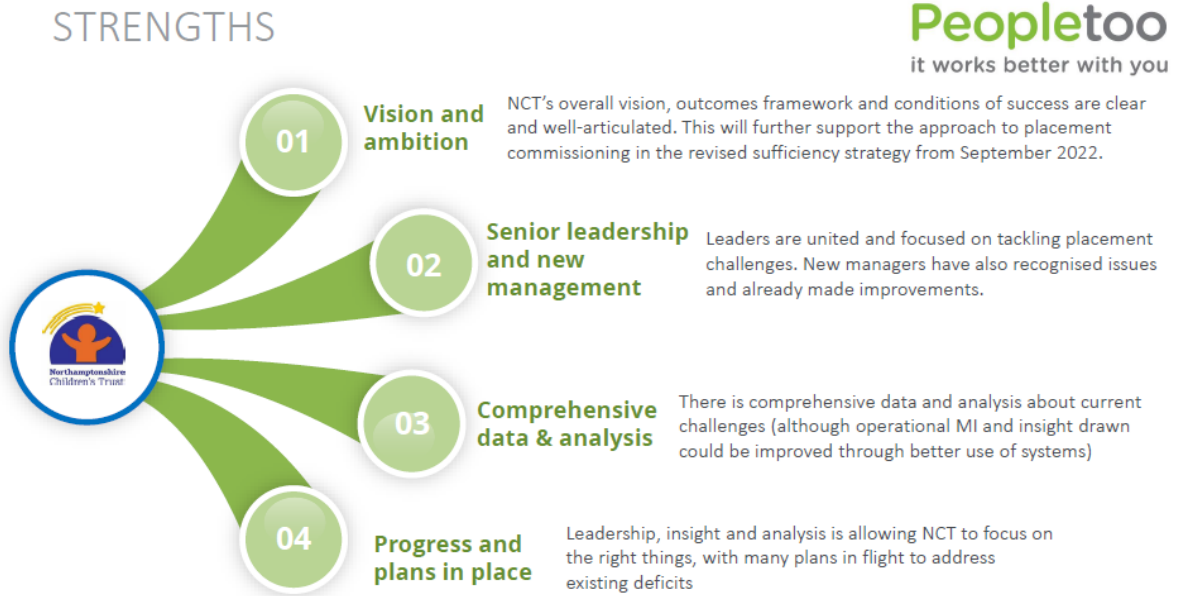 STRENGTHS
Peopletoo
it works better with you
01
Vision and
ambition
NCT's overall vision, outcomes framework and conditions of success are clear
and well-articulated. This will further support the approach to placement
commissioning in the revised sufficiency strategy from September 2022.
02
Senior leadership
and new
management
Leaders are united and focused on tackling placement
challenges. New managers have also recognised issues
and already made improvements.
Northamptonshire
Children's Trust
03
Comprehensive
data & analysis
There is comprehensive data and analysis about current
challenges (although operational MI and insight drawn
could be improved through better use of systems)
04
Progress and
plans in place
Leadership, insight and analysis is allowing NCT to focus on
the right things, with many plans in flight to address
existing deficits